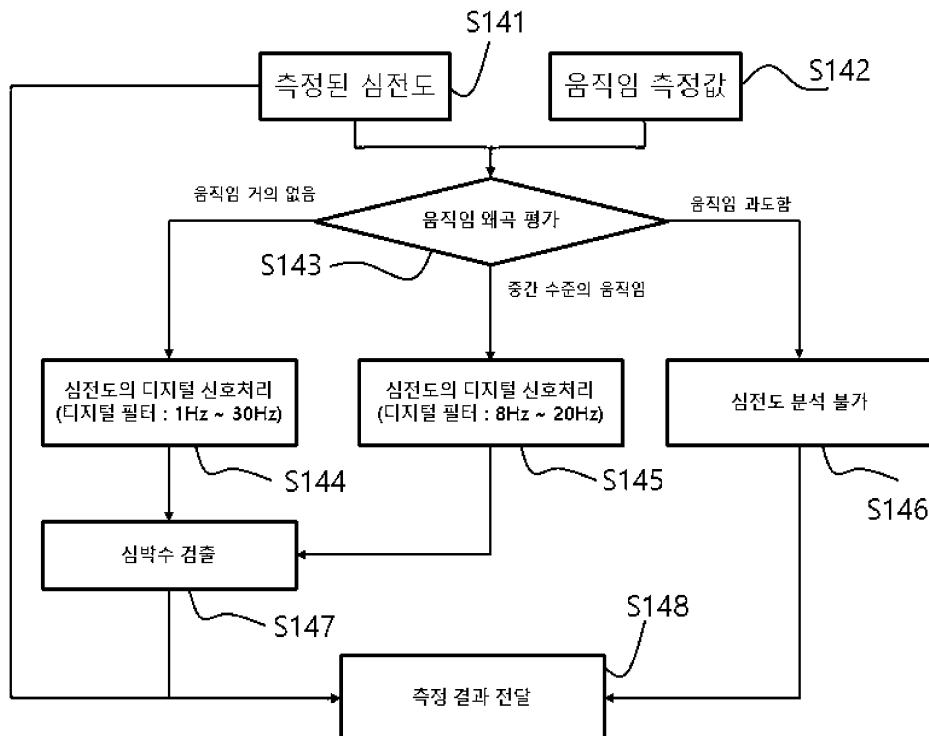 S141
측정된 심전도
움직임 측정값
S142
움직임 거의 없음
움직임 왜곡 평가
움직임 과도함
S143
중간 수준의 움직임
심전도의 디지털 신호처리
(디지털 필터 : 1Hz ~ 30Hz)
심전도의 디지털 신호처리
(디지털 필터 : 8Hz ~ 20Hz)
심전도 분석 불가
S144
S145
S146
심박수 검출
S147
S148
측정 결과 전달